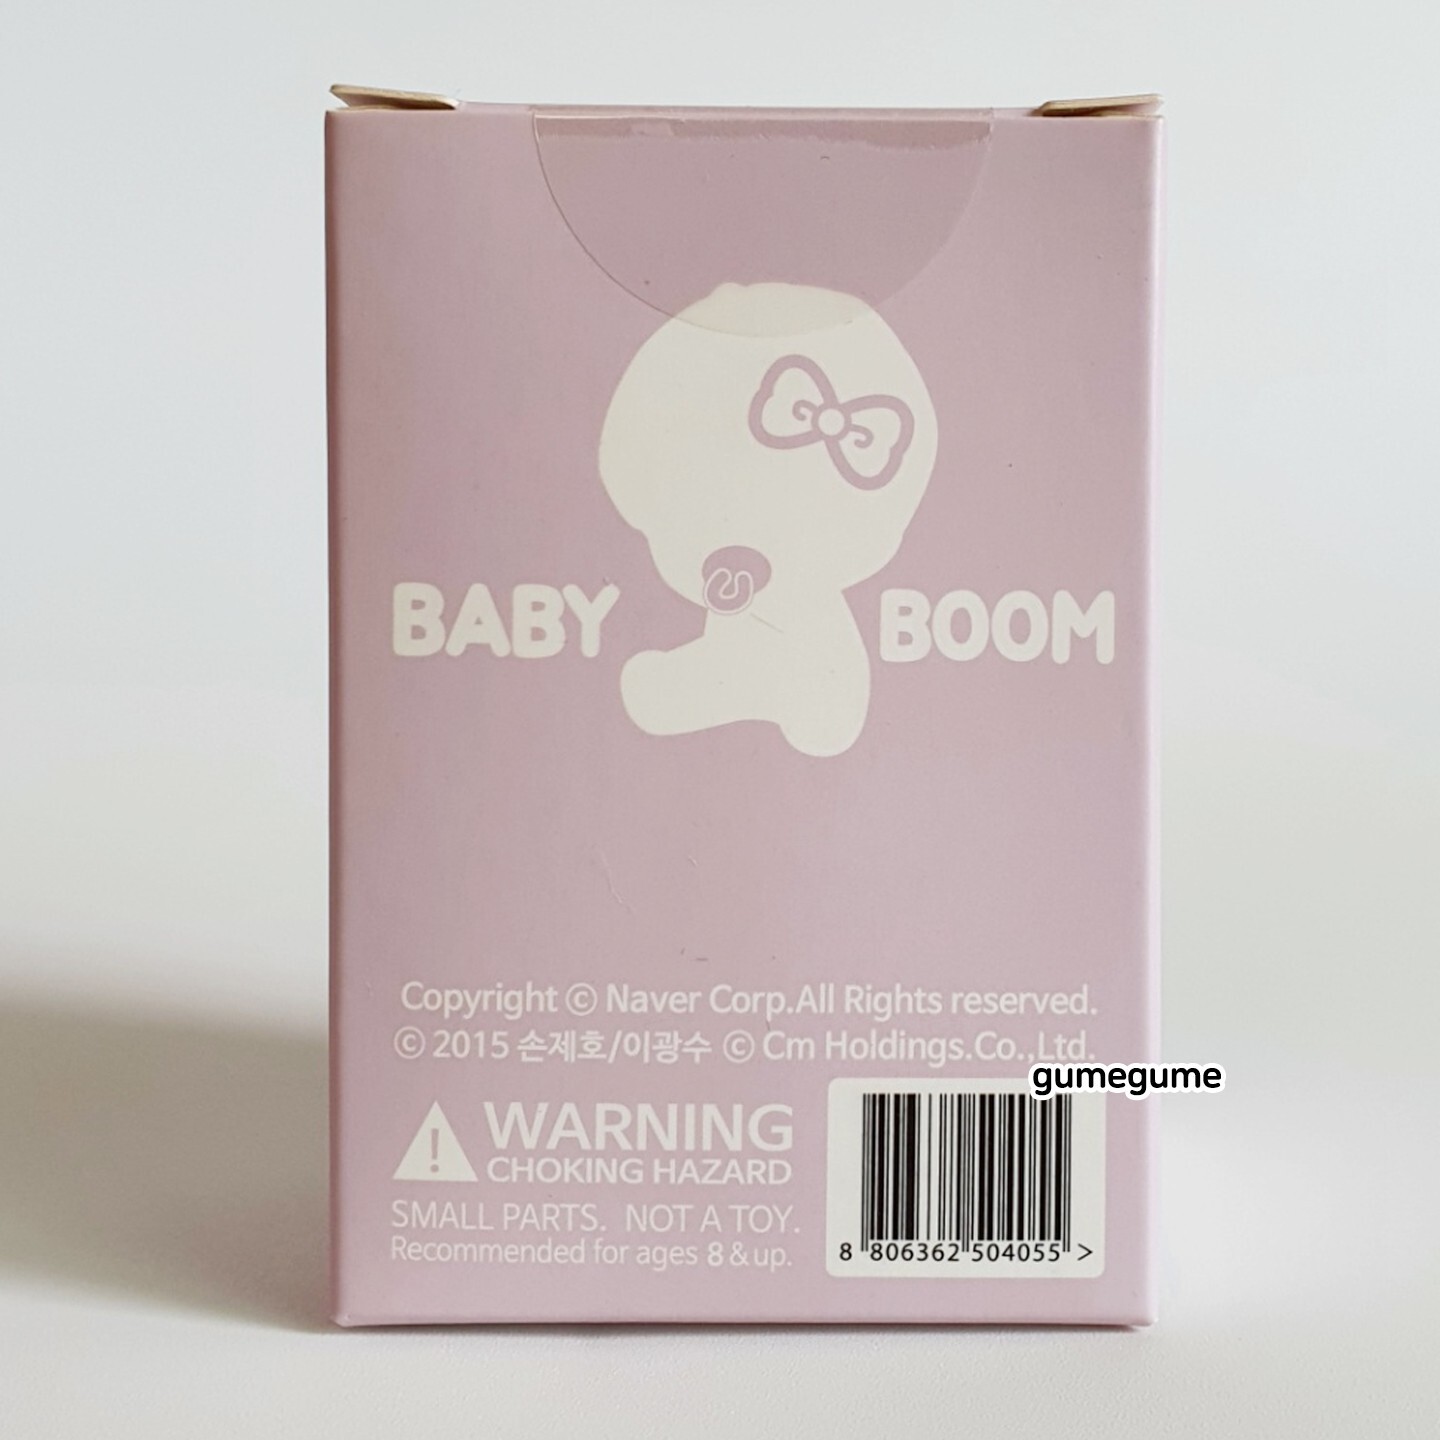 BABY BOOM
Copyright © Naver Corp.All Rights reserved.
© 2015 손제호/이광수 © Cm Holdings.Co.,Ltd.
gumegume
WARNING
CHOKING HAZARD
SMALL PARTS. NOT A TOY.
Recommended for ages 8 & up.
8 806362 504055 >